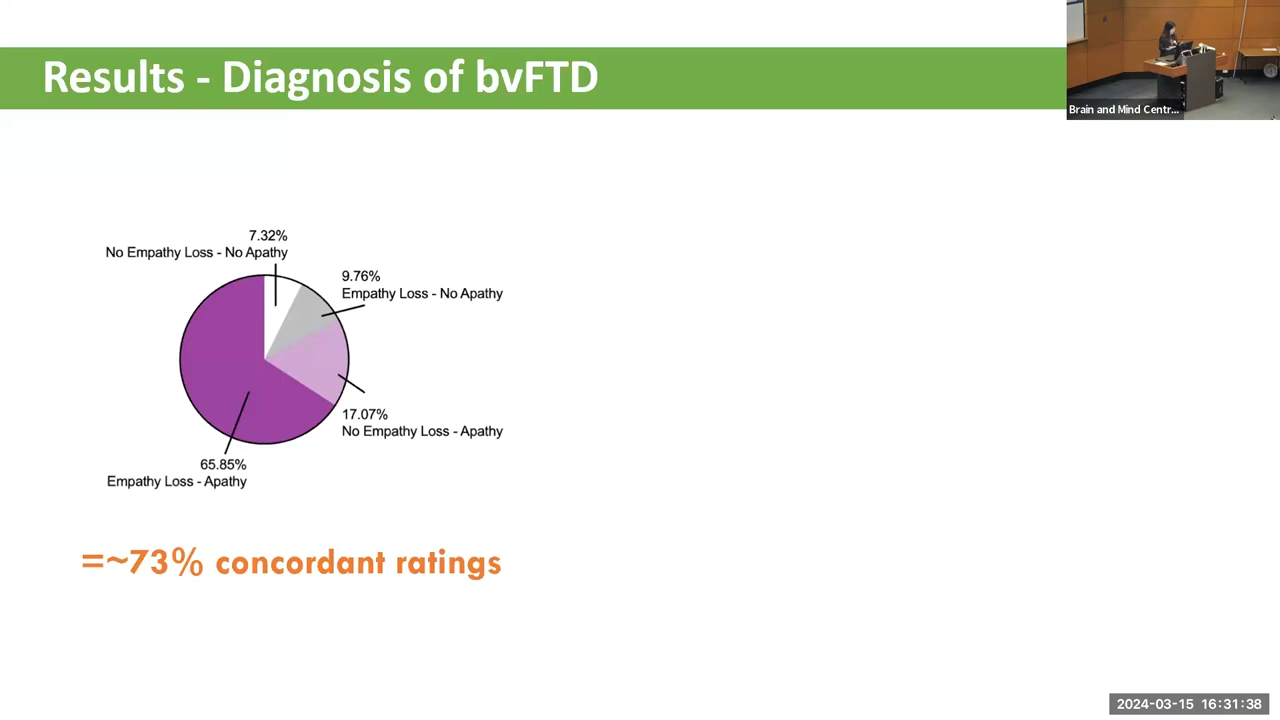 Results - Diagnosis of bvFTD
Brain and Mind Centr...
7.32%
No Empathy Loss - No Apathy
9.76%
Empathy Loss - No Apathy
17.07%
No Empathy Loss - Apathy
65.85%
Empathy Loss - Apathy
=~73% concordant ratings
2024-03-15 16:31:38